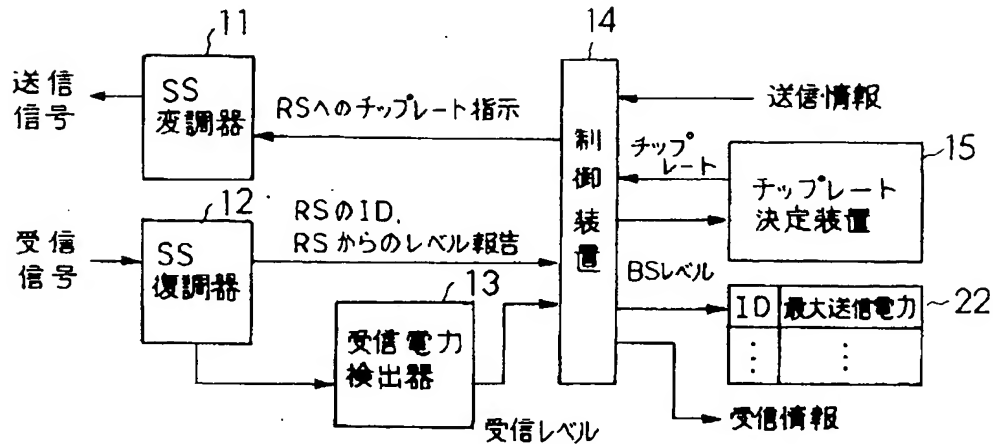 11
14
送信
信号
SS
変調器
RSへのチップレート指示
送信情報
チップ
レート
15
制
御
装
置
チップレート
決定装置
12
受信
信号
SS
復調器
RSのID,
RSからのレベル報告
BSレベル
13
受信電力
検出器
ID 最大送信電力
22
受信レベル
受信情報